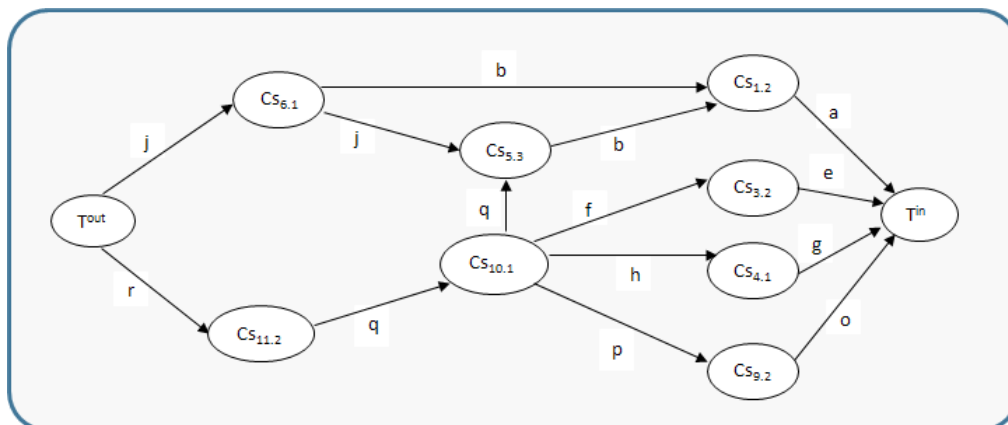 b
Cs1.2
Cs6.1
a
j
j
b
Cs5.3
e
Cs3.2
q
f
Tout
Tin
g
Cs10.1
h
Cs4.1
r
q
o
Cs11.2
p
Cs9.2